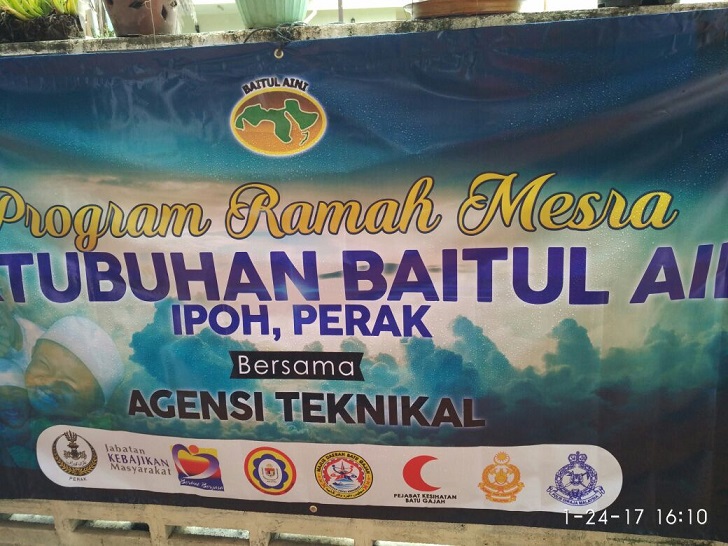 BAITUL AINI
Program Ramah Mesra
TUBUHAN BAITUL AI
IPOH, PERAK
Bersama
AGENSI TEKNIKAL
PERAK
Jabatan
KEBAJIKAN
Masyarakat
PEJABAT KESIHATAN
BATU GAJAH
1-24-17 16:10